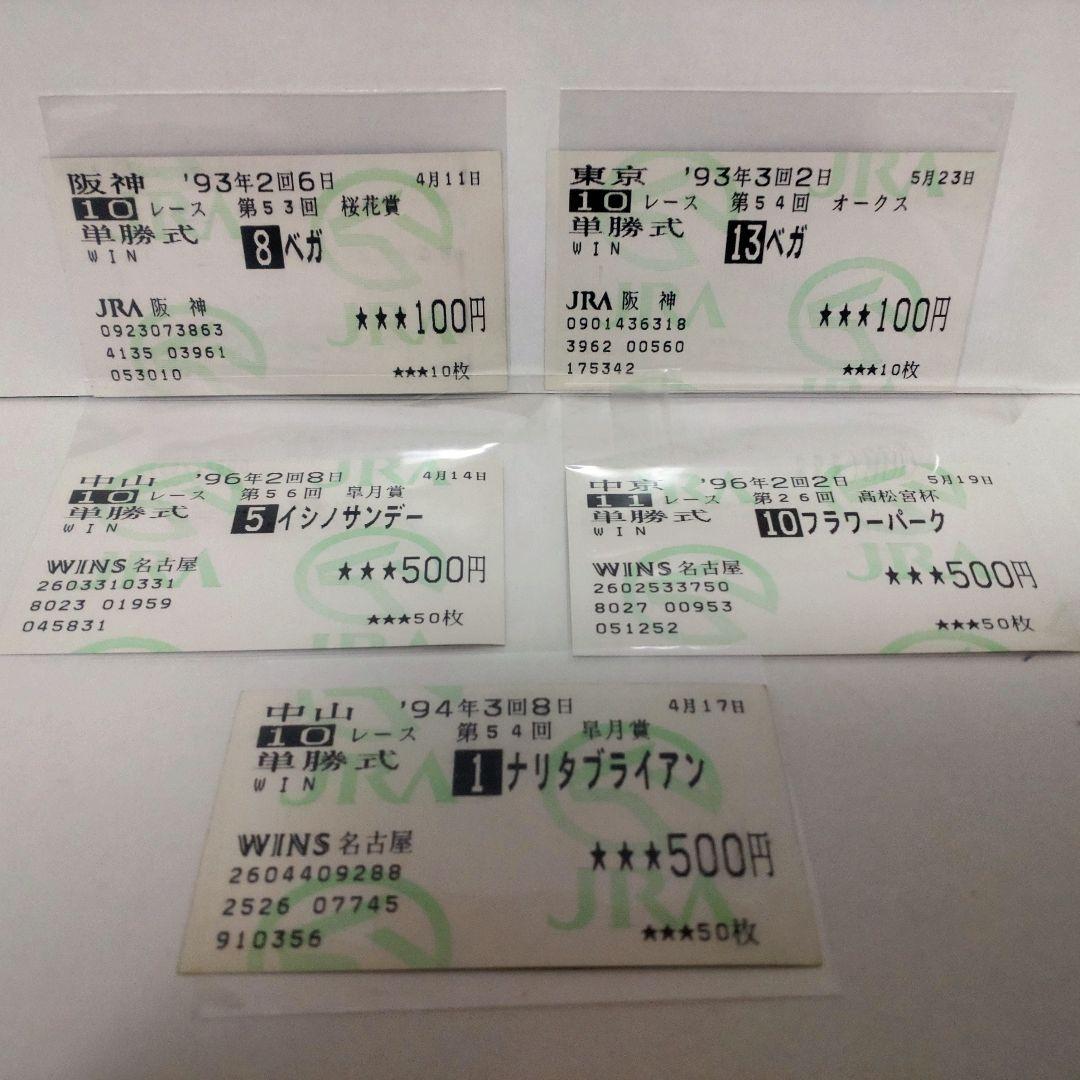 阪神 '93年2回6日 4月11日
10 レース 第53回 桜花賞
単勝式 8 ベガ
WIN
JRA 阪神 ★★★100円
0923073863
4135 03961
053010 ★★★10枚
東京 '93年3回2日 5月23日
10 レース 第54回 オークス
単勝式 13 ベガ
WIN
JRA 阪神 ★★★100円
0901436318
3962 00560
175342 ★★★10枚
中山 '96年2回8日 4月14日
10 レース 第56回 皐月賞
単勝式 5 イシノサンデー
WIN
WINS 名古屋 ★★★500円
2603310331
8023 01959
045831 ★★★50枚
中京 '96年2回2日 5月19日
11 レース 第26回 高松宮杯
単勝式 10 フラワーパーク
WIN
WINS 名古屋 ★★★500円
2602533750
8027 00953
051252 ★★★50枚
中山 '94年3回8日 4月17日
10 レース 第54回 皐月賞
単勝式 1 ナリタブライアン
WIN
WINS 名古屋 ★★★500円
2604409288
2526 07745
910356 ★★★50枚